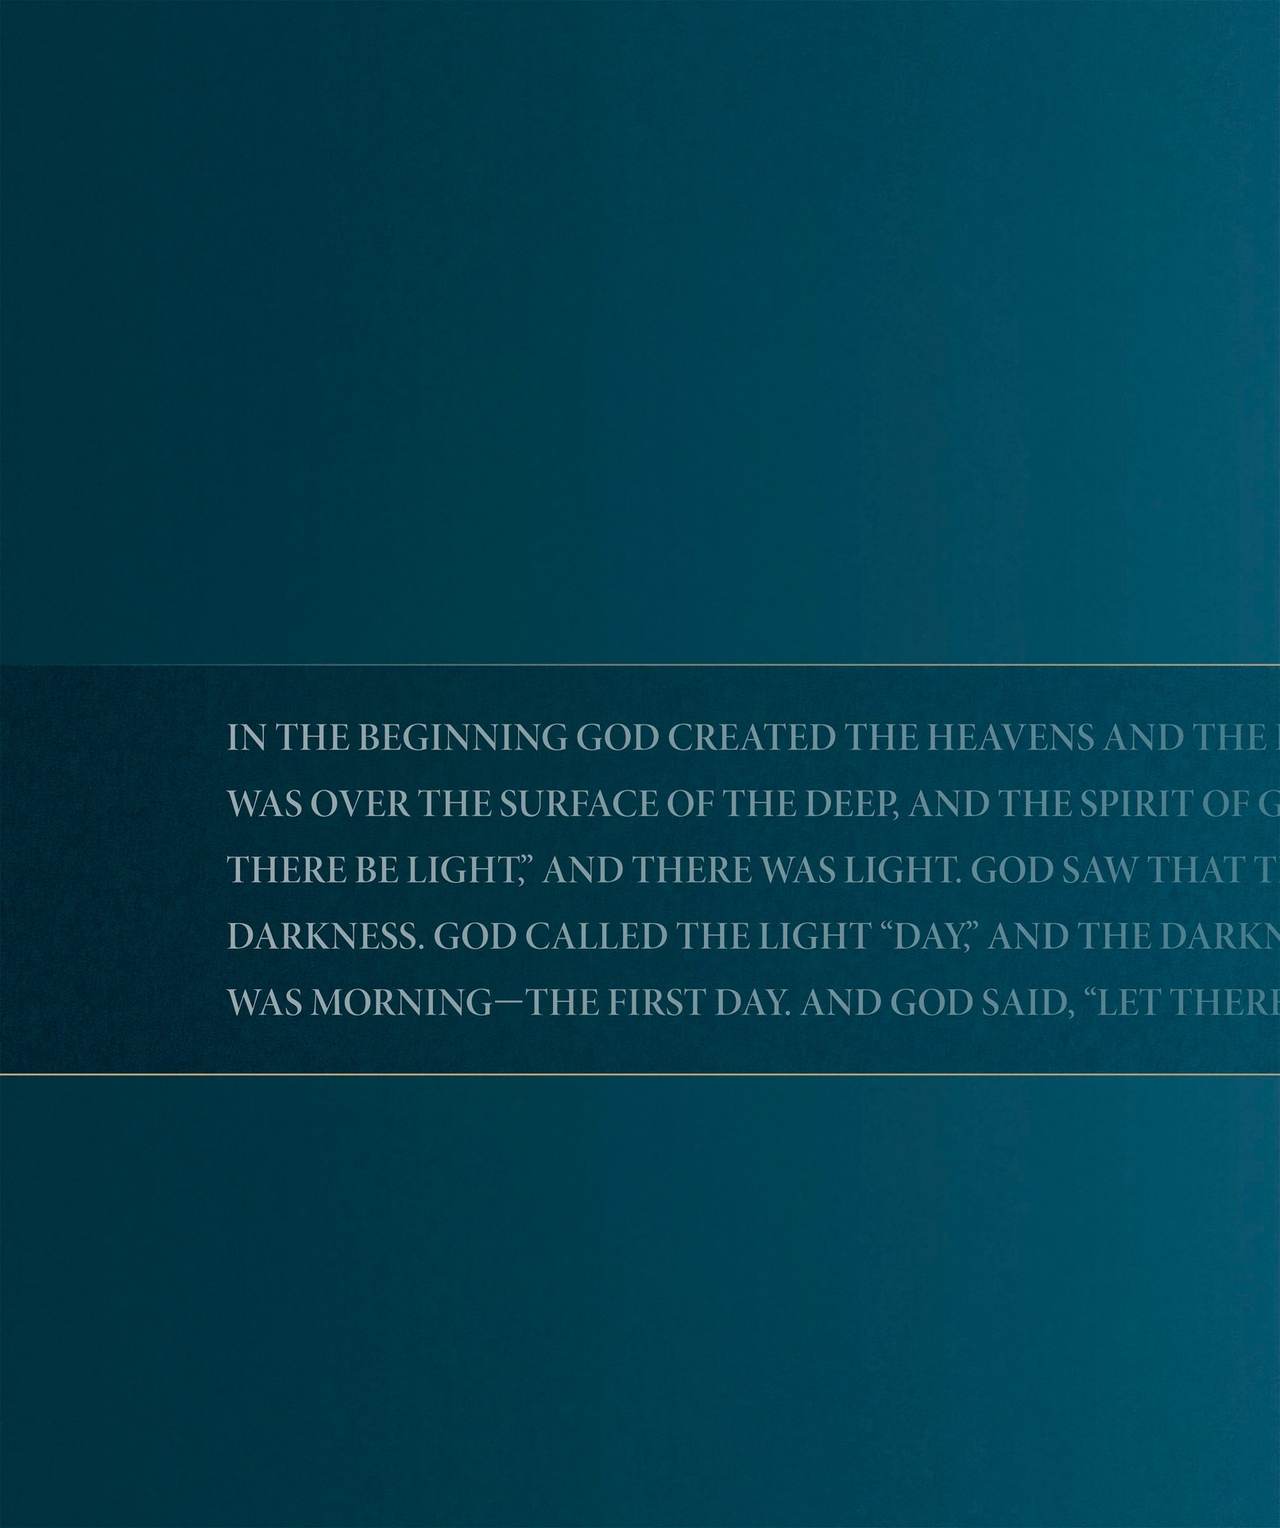 IN THE BEGINNING GOD CREATED THE HEAVENS AND THE
WAS OVER THE SURFACE OF THE DEEP, AND THE SPIRIT OF G
THERE BE LIGHT,” AND THERE WAS LIGHT. GOD SAW THAT T
DARKNESS. GOD CALLED THE LIGHT “DAY,” AND THE DARKN
WAS MORNING—THE FIRST DAY. AND GOD SAID, “LET THERE